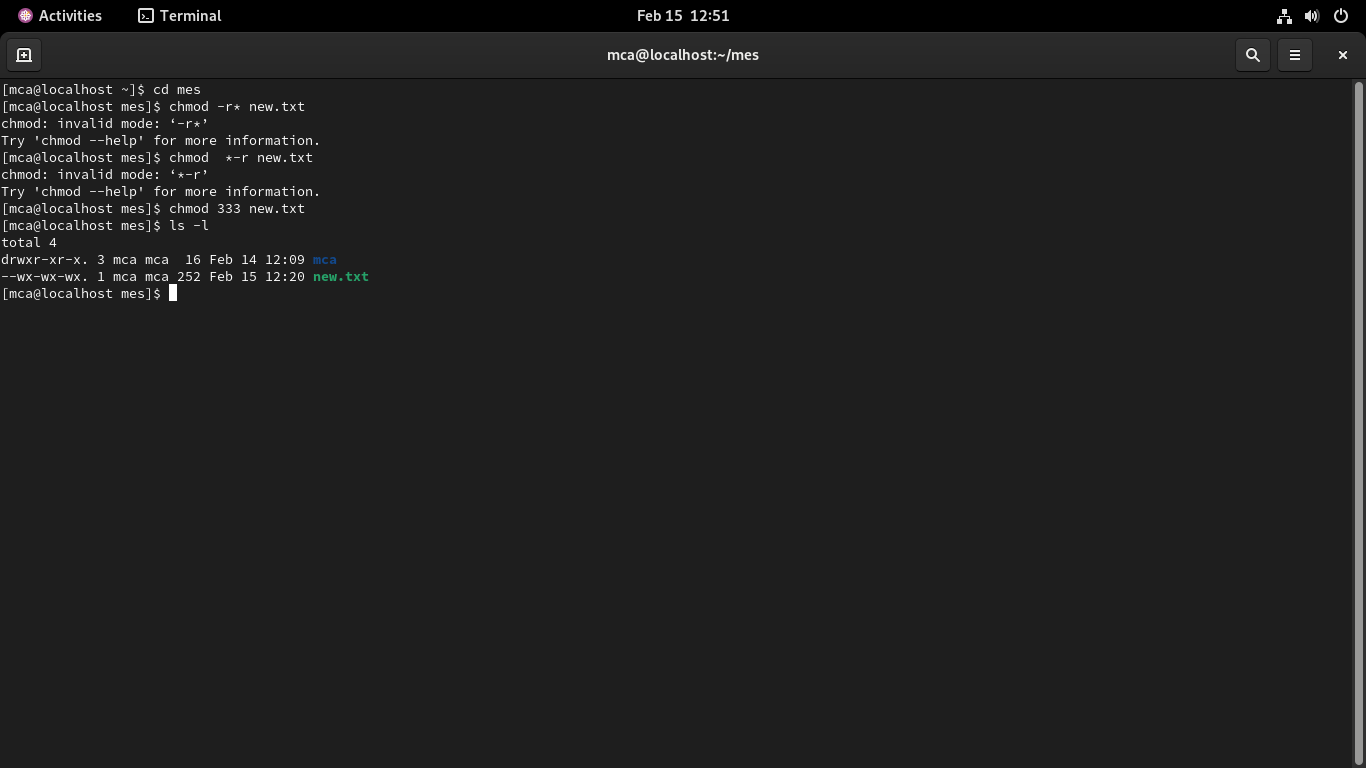 Activities Terminal Feb 15 12:51
mca@localhost:~/mes
[mca@localhost ~]$ cd mes
[mca@localhost mes]$ chmod -r* new.txt
chmod: invalid mode: ‘-r*’
Try 'chmod --help' for more information.
[mca@localhost mes]$ chmod  *-r new.txt
chmod: invalid mode: ‘*-r’
Try 'chmod --help' for more information.
[mca@localhost mes]$ chmod 333 new.txt
[mca@localhost mes]$ ls -l
total 4
drwxr-xr-x. 3 mca mca  16 Feb 14 12:09 mca
--wx-wx-wx. 1 mca mca 252 Feb 15 12:20 new.txt
[mca@localhost mes]$